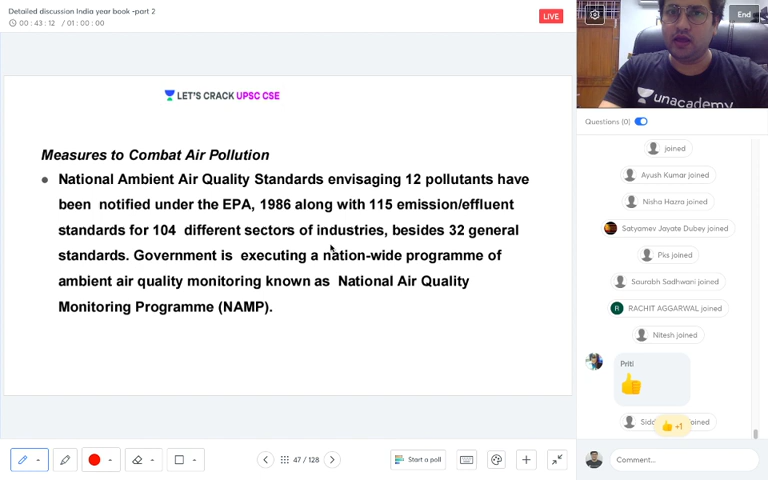 Detailed discussion India year book -part 2
00 : 43 : 12 / 01 : 00 : 00
LIVE
End
LET'S CRACK UPSC CSE
Measures to Combat Air Pollution
National Ambient Air Quality Standards envisaging 12 pollutants have
been notified under the EPA, 1986 along with 115 emission/effluent
standards for 104 different sectors of industries, besides 32 general
standards. Government is executing a nation-wide programme of
ambient air quality monitoring known as National Air Quality
Monitoring Programme (NAMP).
unacademy
Questions (0)
joined
Ayush Kumar joined
Nisha Hazra joined
Satyamev Jayate Dubey joined
Pks joined
Saurabh Sadhwani joined
R RACHIT AGGARWAL joined
Nitesh joined
Priti
+1
joined
47 / 128
Start a poll
Comment...